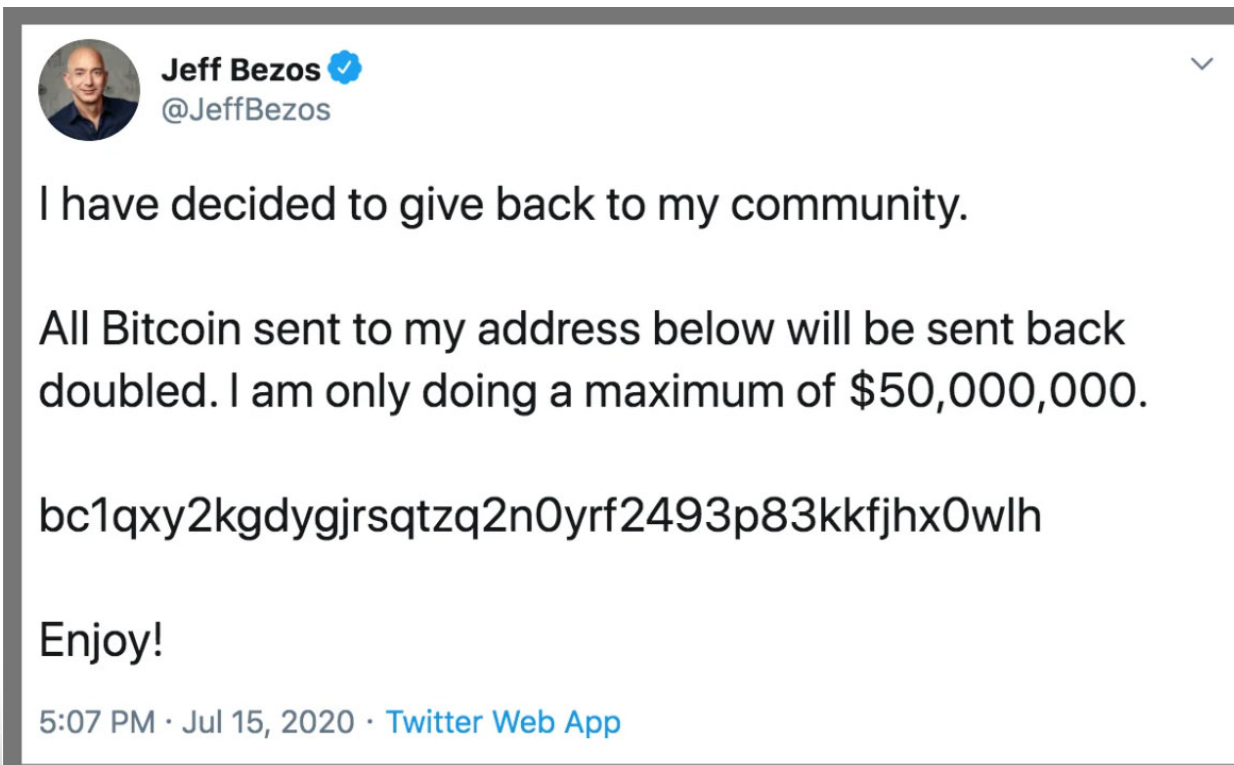 Jeff Bezos
@JeffBezos
I have decided to give back to my community.
All Bitcoin sent to my address below will be sent back
doubled. I am only doing a maximum of $50,000,000.
bc1qxy2kgdygjrsqtzq2n0yrf2493p83kkfjhx0wlh
Enjoy!
5:07 PM · Jul 15, 2020 · Twitter Web App